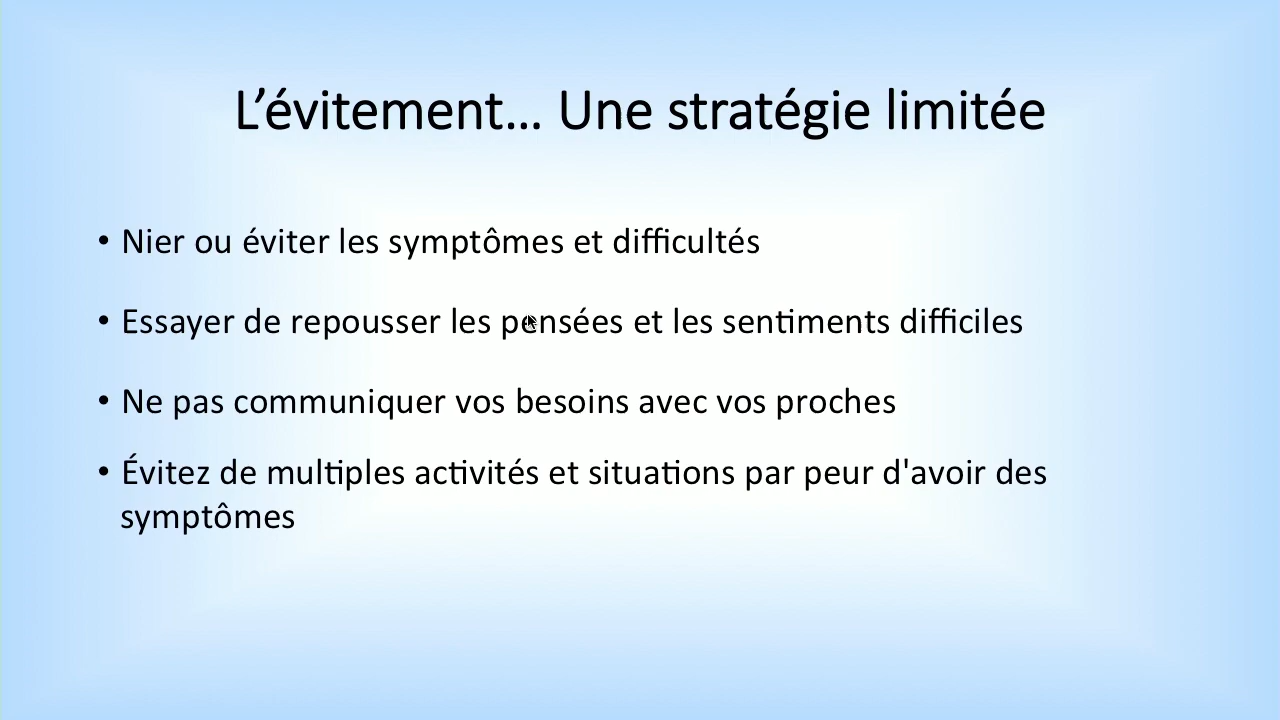 L’évitement… Une stratégie limitée
• Nier ou éviter les symptômes et difficultés
• Essayer de repousser les pensées et les sentiments difficiles
• Ne pas communiquer vos besoins avec vos proches
• Évitez de multiples activités et situations par peur d'avoir des
symptômes